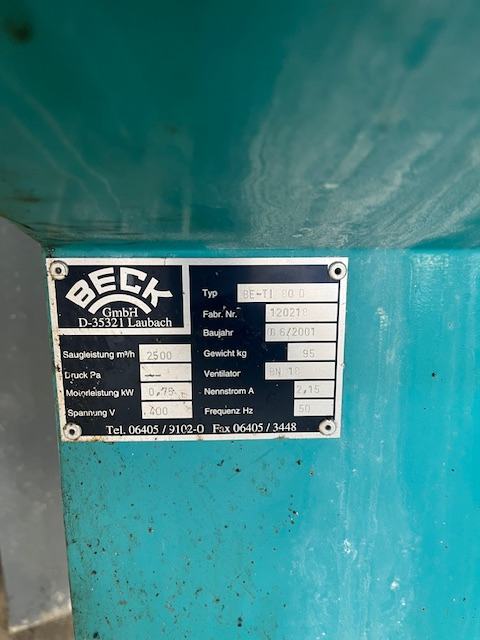 BECK
GmbH
D-35321 Laubach
Saugleistung m³/h 2500
Druck Pa
Motorleistung kW 0,75
Spannung V 400
Typ BE-TI 80 0
Fabr. Nr. 120218
Baujahr 6/2001
Gewicht kg 95
Ventilator BN 18
Nennstrom A 2,15
Frequenz Hz 50
Tel. 06405 / 9102-0 Fax 06405 / 3448